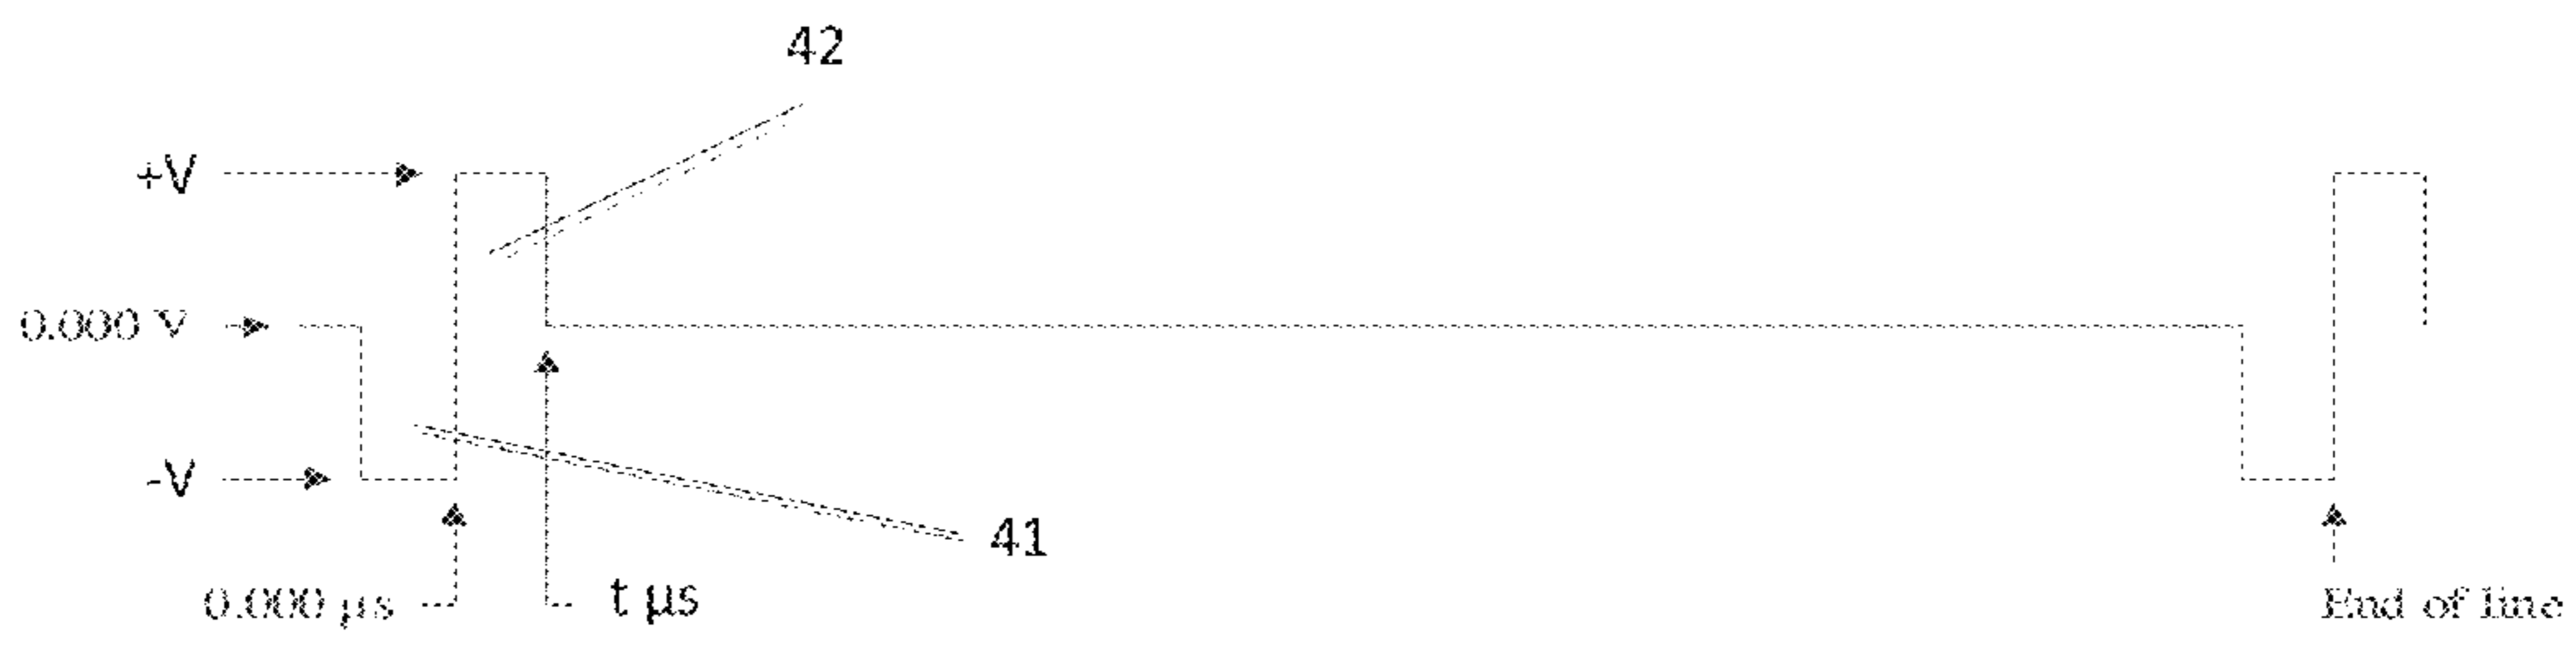 42
+V
0.000 V
-V
41
0.000 μs
t μs
End of line